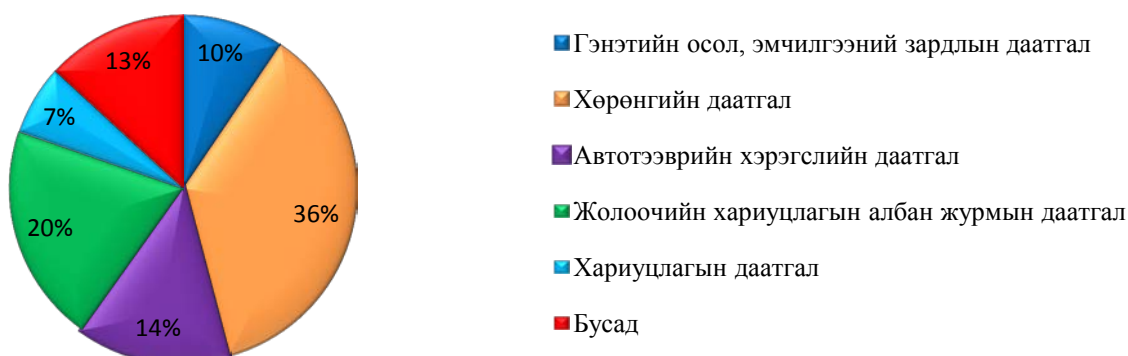 13%
10%
7%
36%
20%
14%
Гэнэтийн осол, эмчилгээний зардлын даатгал
Хөрөнгийн даатгал
Автотээврийн хэрэгслийн даатгал
Жолоочийн хариуцлагын албан журмын даатгал
Хариуцлагын даатгал
Бусад